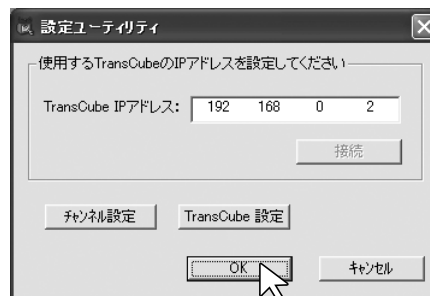 設定ユーティリティ
使用するTransCubeのIPアドレスを設定してください
TransCube IPアドレス: 192 168 0 2
接続
チャンネル設定 TransCube 設定
OK キャンセル